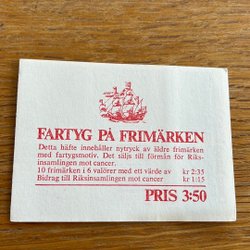 FARTYG PÅ FRIMÄRKEN
Detta häfte innehåller nytryck av äldre frimärken
med fartygsmotiv. Det säljs till förmån för Riks-
insamlingen mot cancer.
10 frimärken i 6 valörer med ett värde av kr 2:35
Bidrag till Riksinsamlingen mot cancer kr 1:15
PRIS 3:50